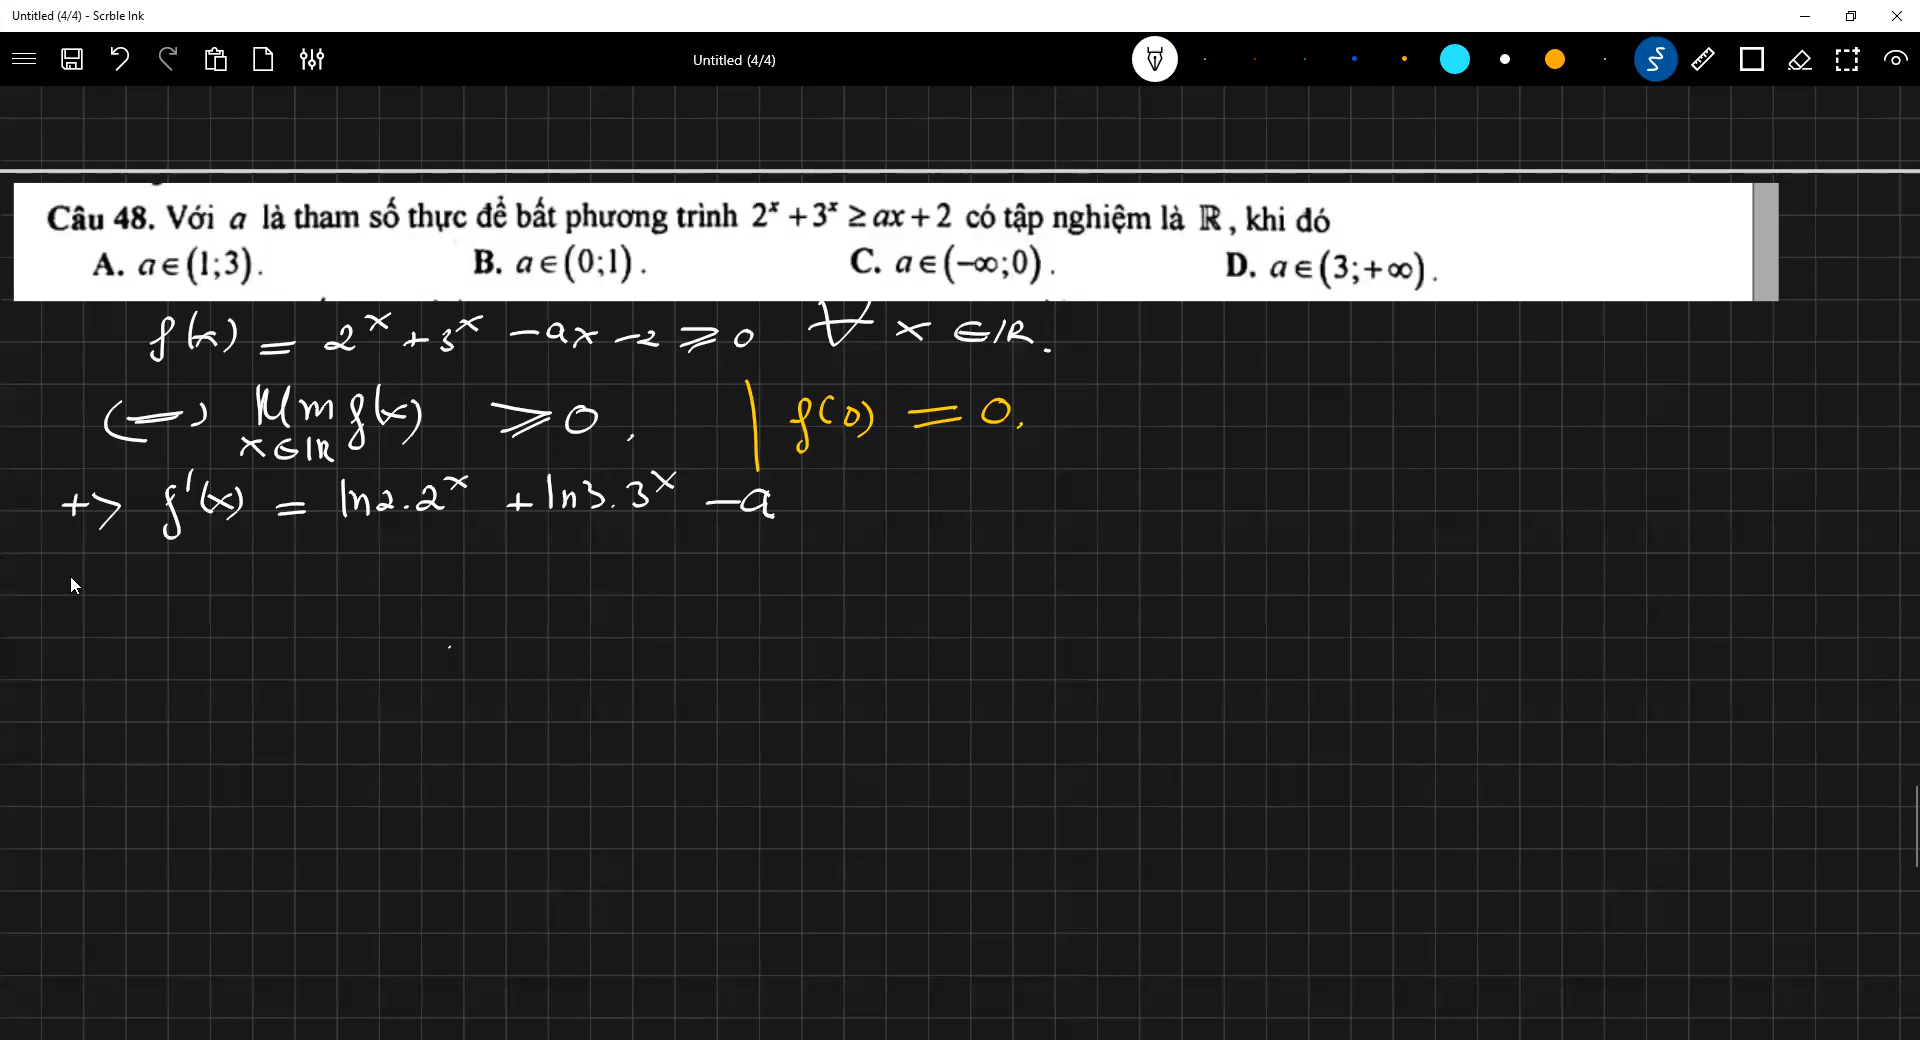 Untitled (4/4) - Scrble Ink
Untitled (4/4)
Câu 48. Với a là tham số thực để bất phương trình 2^x + 3^x ≥ ax + 2 có tập nghiệm là ℝ, khi đó
A. a ∈ (1;3). B. a ∈ (0;1). C. a ∈ (-∞;0). D. a ∈ (3;+∞).
f(x) = 2^x + 3^x - ax - 2 ≥ 0 ∀ x ∈ ℝ.
(=) Min f(x) ≥ 0, | f(0) = 0,
x ∈ ℝ
+> f'(x) = ln2.2^x + ln3.3^x - a